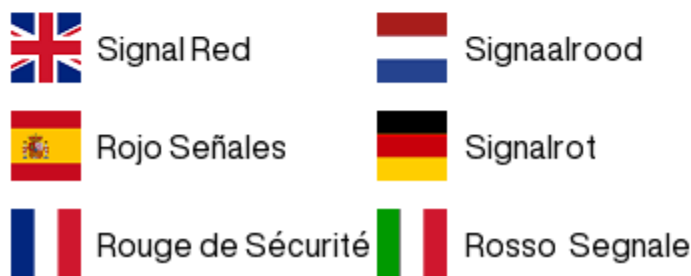 Signal Red
Signaalrood
Rojo Señales
Signalrot
Rouge de Sécurité
Rosso Segnale